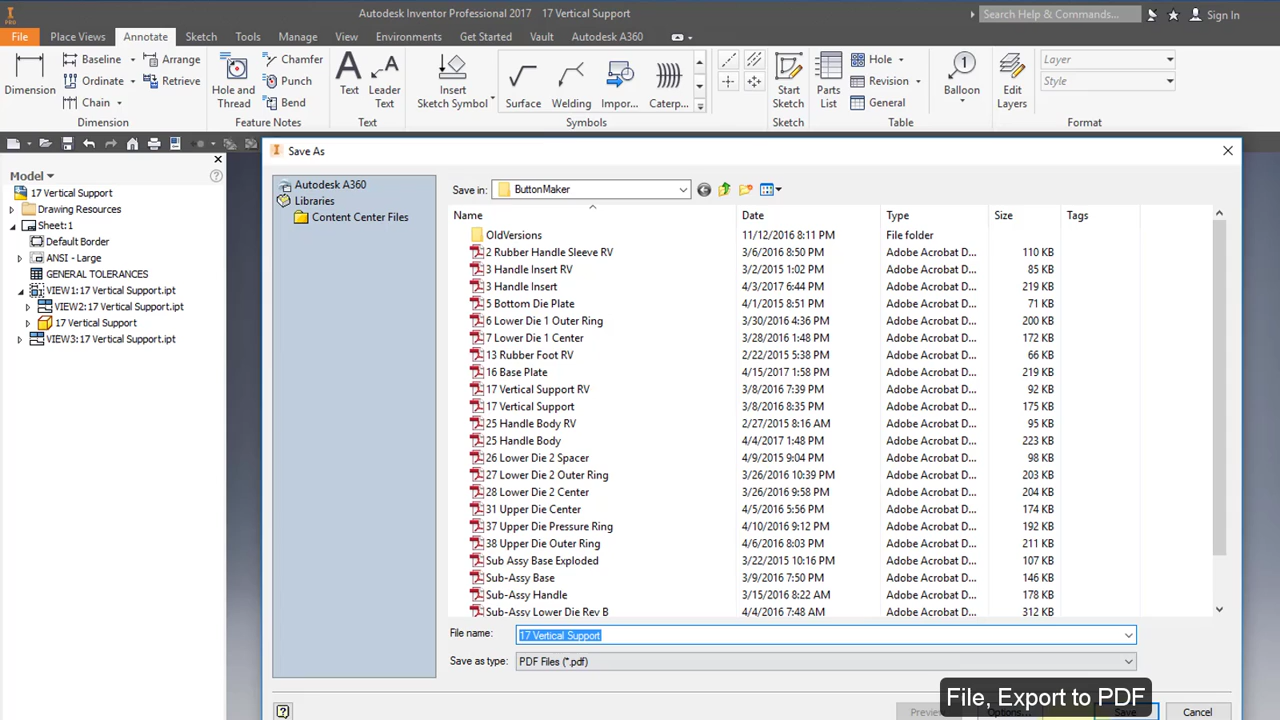 PRO
Autodesk Inventor Professional 2017 17 Vertical Support
Search Help & Commands...
Sign In
File Place Views Annotate Sketch Tools Manage View Environments Get Started Vault Autodesk A360
Dimension
Baseline
Ordinate
Chain
Arrange
Retrieve
Dimension
Hole and
Thread
Chamfer
Punch
Bend
Feature Notes
Text
Leader
Text
Text
Insert
Sketch Symbol
Surface
Welding
Impor...
Caterp...
Symbols
Start
Sketch
Sketch
Parts
List
Hole
Revision
General
Table
Balloon
Edit
Layers
Layer
Style
Format
Model
17 Vertical Support
Drawing Resources
Sheet:1
Default Border
ANSI - Large
GENERAL TOLERANCES
VIEW1:17 Vertical Support.ipt
VIEW2:17 Vertical Support.ipt
17 Vertical Support
VIEW3:17 Vertical Support.ipt
Save As
Autodesk A360
Libraries
Content Center Files
Save in: ButtonMaker
Name Date Type Size Tags
OldVersions 11/12/2016 8:11 PM File folder
2 Rubber Handle Sleeve RV 3/6/2016 8:50 PM Adobe Acrobat D... 110 KB
3 Handle Insert RV 3/2/2015 1:02 PM Adobe Acrobat D... 85 KB
3 Handle Insert 4/3/2017 6:44 PM Adobe Acrobat D... 219 KB
5 Bottom Die Plate 4/1/2015 8:51 PM Adobe Acrobat D... 71 KB
6 Lower Die 1 Outer Ring 3/30/2016 4:36 PM Adobe Acrobat D... 200 KB
7 Lower Die 1 Center 3/28/2016 1:48 PM Adobe Acrobat D... 172 KB
13 Rubber Foot RV 2/22/2015 5:38 PM Adobe Acrobat D... 66 KB
16 Base Plate 4/15/2017 1:58 PM Adobe Acrobat D... 219 KB
17 Vertical Support RV 3/8/2016 7:39 PM Adobe Acrobat D... 92 KB
17 Vertical Support 3/8/2016 8:35 PM Adobe Acrobat D... 175 KB
25 Handle Body RV 2/27/2015 8:16 AM Adobe Acrobat D... 95 KB
25 Handle Body 4/4/2017 1:48 PM Adobe Acrobat D... 223 KB
26 Lower Die 2 Spacer 4/9/2015 9:04 PM Adobe Acrobat D... 98 KB
27 Lower Die 2 Outer Ring 3/26/2016 10:39 PM Adobe Acrobat D... 203 KB
28 Lower Die 2 Center 3/26/2016 9:58 PM Adobe Acrobat D... 204 KB
31 Upper Die Center 4/5/2016 5:56 PM Adobe Acrobat D... 174 KB
37 Upper Die Pressure Ring 4/10/2016 9:12 PM Adobe Acrobat D... 192 KB
38 Upper Die Outer Ring 4/6/2016 8:03 PM Adobe Acrobat D... 211 KB
Sub Assy Base Exploded 3/22/2015 10:16 PM Adobe Acrobat D... 107 KB
Sub-Assy Base 3/9/2016 7:50 PM Adobe Acrobat D... 146 KB
Sub-Assy Handle 3/15/2016 8:22 AM Adobe Acrobat D... 178 KB
Sub-Assy Lower Die Rev B 4/4/2016 7:48 AM Adobe Acrobat D... 312 KB
File name: 17 Vertical Support
Save as type: PDF Files (*.pdf)
File, Export to PDF
Preview Options... Save Cancel